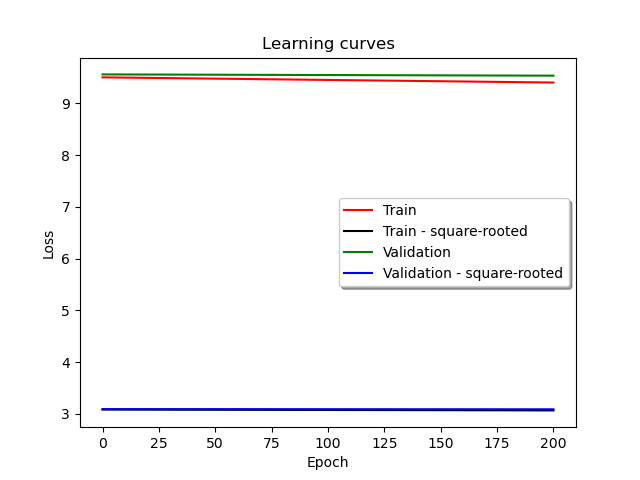 Learning curves
Loss
9
8
7
6
5
4
3
Train
Train - square-rooted
Validation
Validation - square-rooted
0 25 50 75 100 125 150 175 200
Epoch